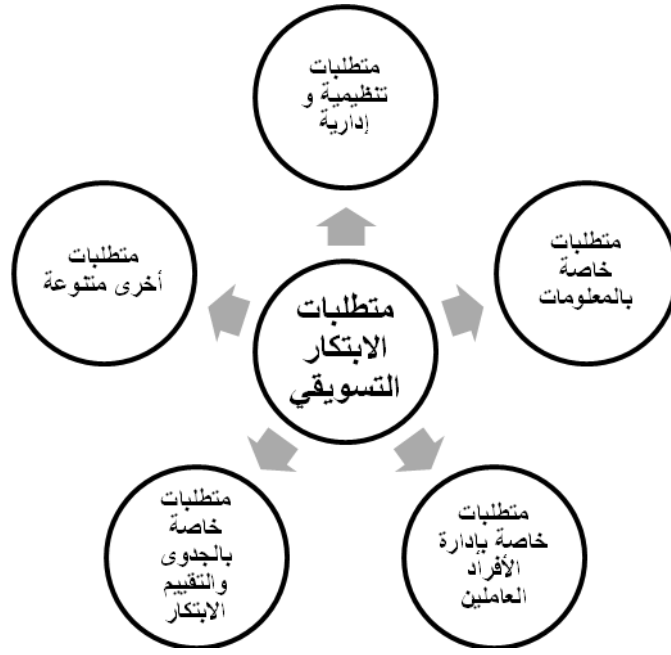 متطلبات
تنظيمية و
إدارية
متطلبات
خاصة
بالمعلومات
متطلبات
أخرى متنوعة
متطلبات
الابتكار
التسويقي
متطلبات
خاصة بإدارة
الأفراد
العاملين
متطلبات
خاصة
بالجدوى
والتقييم
الابتكار